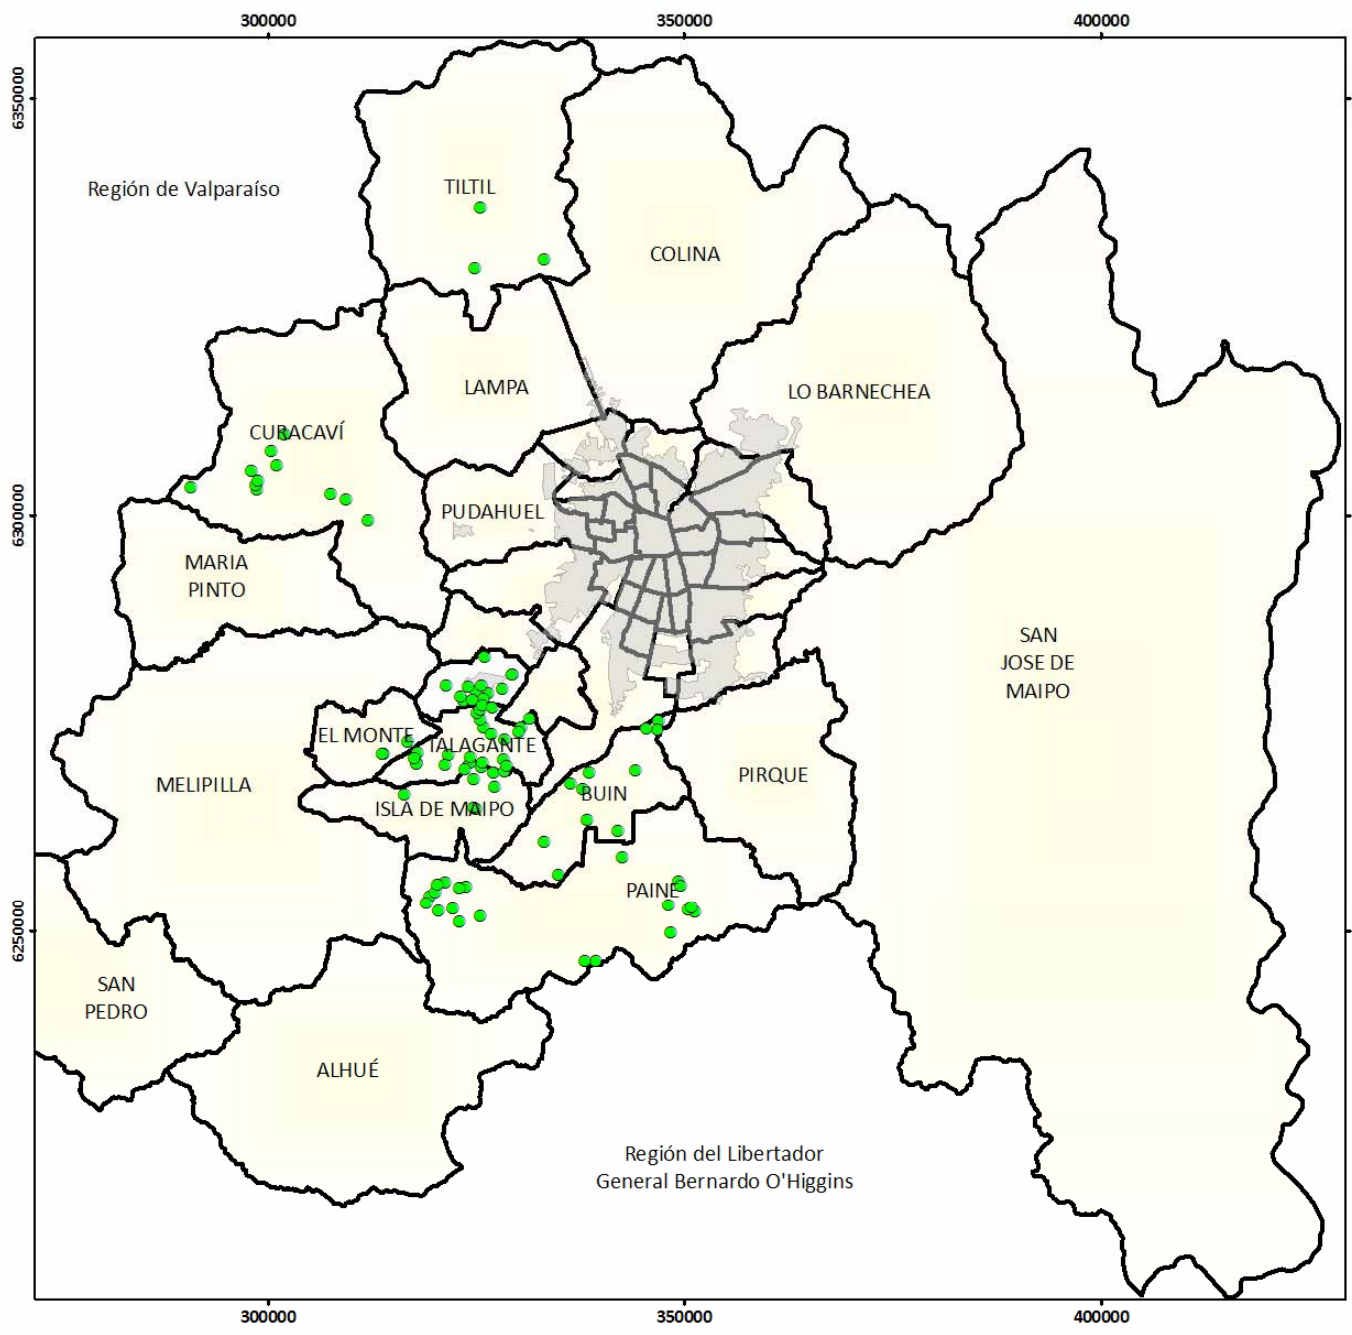 300000
350000
400000
6350000
Región de Valparaíso
TILTIL
COLINA
LAMPA
LO BARNECHEA
CURACAVÍ
6300000
PUDAHUEL
MARIA
PINTO
SAN
JOSE DE
MAIPO
EL MONTE
TALAGANTE
MELIPILLA
PIRQUE
ISLA DE MAIPO
BUIN
PAINE
6250000
SAN
PEDRO
ALHUÉ
Región del Libertador
General Bernardo O'Higgins
300000
350000
400000